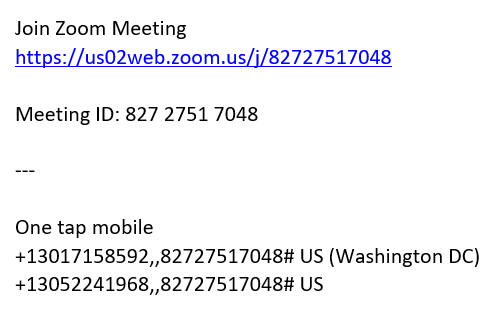 Join Zoom Meeting
https://us02web.zoom.us/j/82727517048
Meeting ID: 827 2751 7048
---
One tap mobile
+13017158592,,82727517048# US (Washington DC)
+13052241968,,82727517048# US